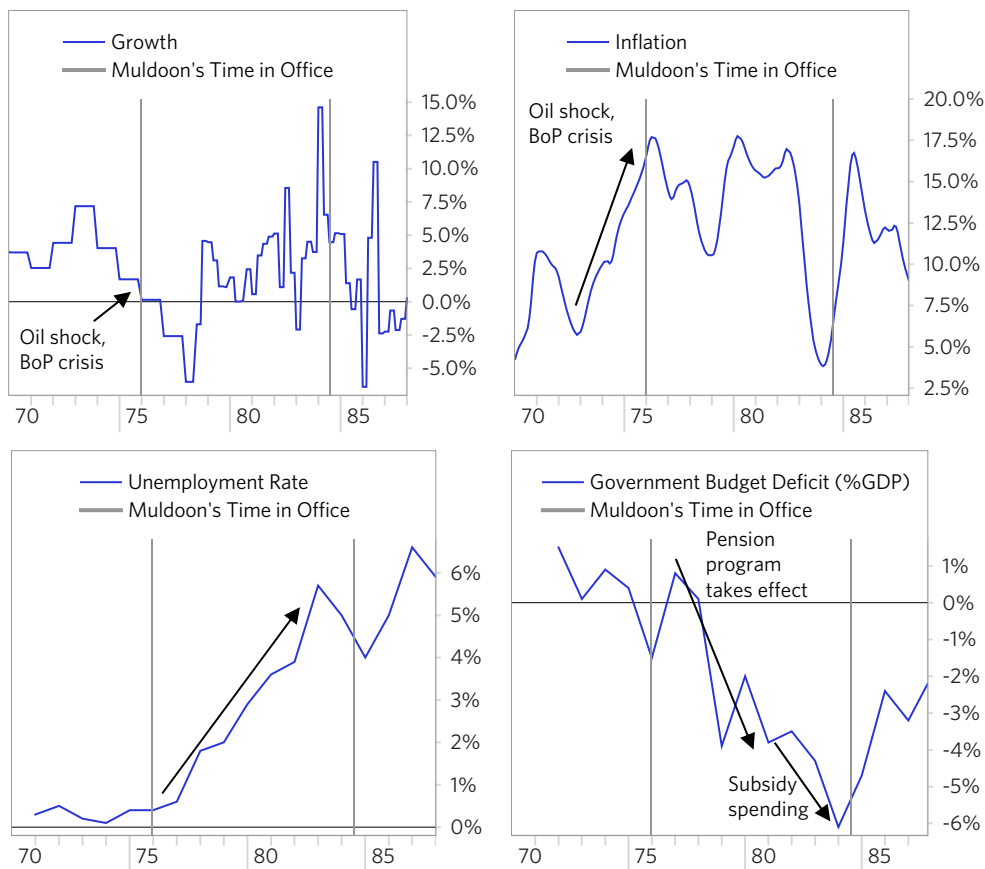 Growth
Muldoon's Time in Office
15.0%
12.5%
10.0%
7.5%
5.0%
2.5%
0.0%
-2.5%
-5.0%
Oil shock,
BoP crisis
70 75 80 85
Inflation
Muldoon's Time in Office
Oil shock,
BoP crisis
20.0%
17.5%
15.0%
12.5%
10.0%
7.5%
5.0%
2.5%
70 75 80 85
Unemployment Rate
Muldoon's Time in Office
6%
5%
4%
3%
2%
1%
0%
70 75 80 85
Government Budget Deficit (%GDP)
Muldoon's Time in Office
Pension
program
takes effect
1%
0%
-1%
-2%
-3%
-4%
-5%
-6%
Subsidy
spending
70 75 80 85